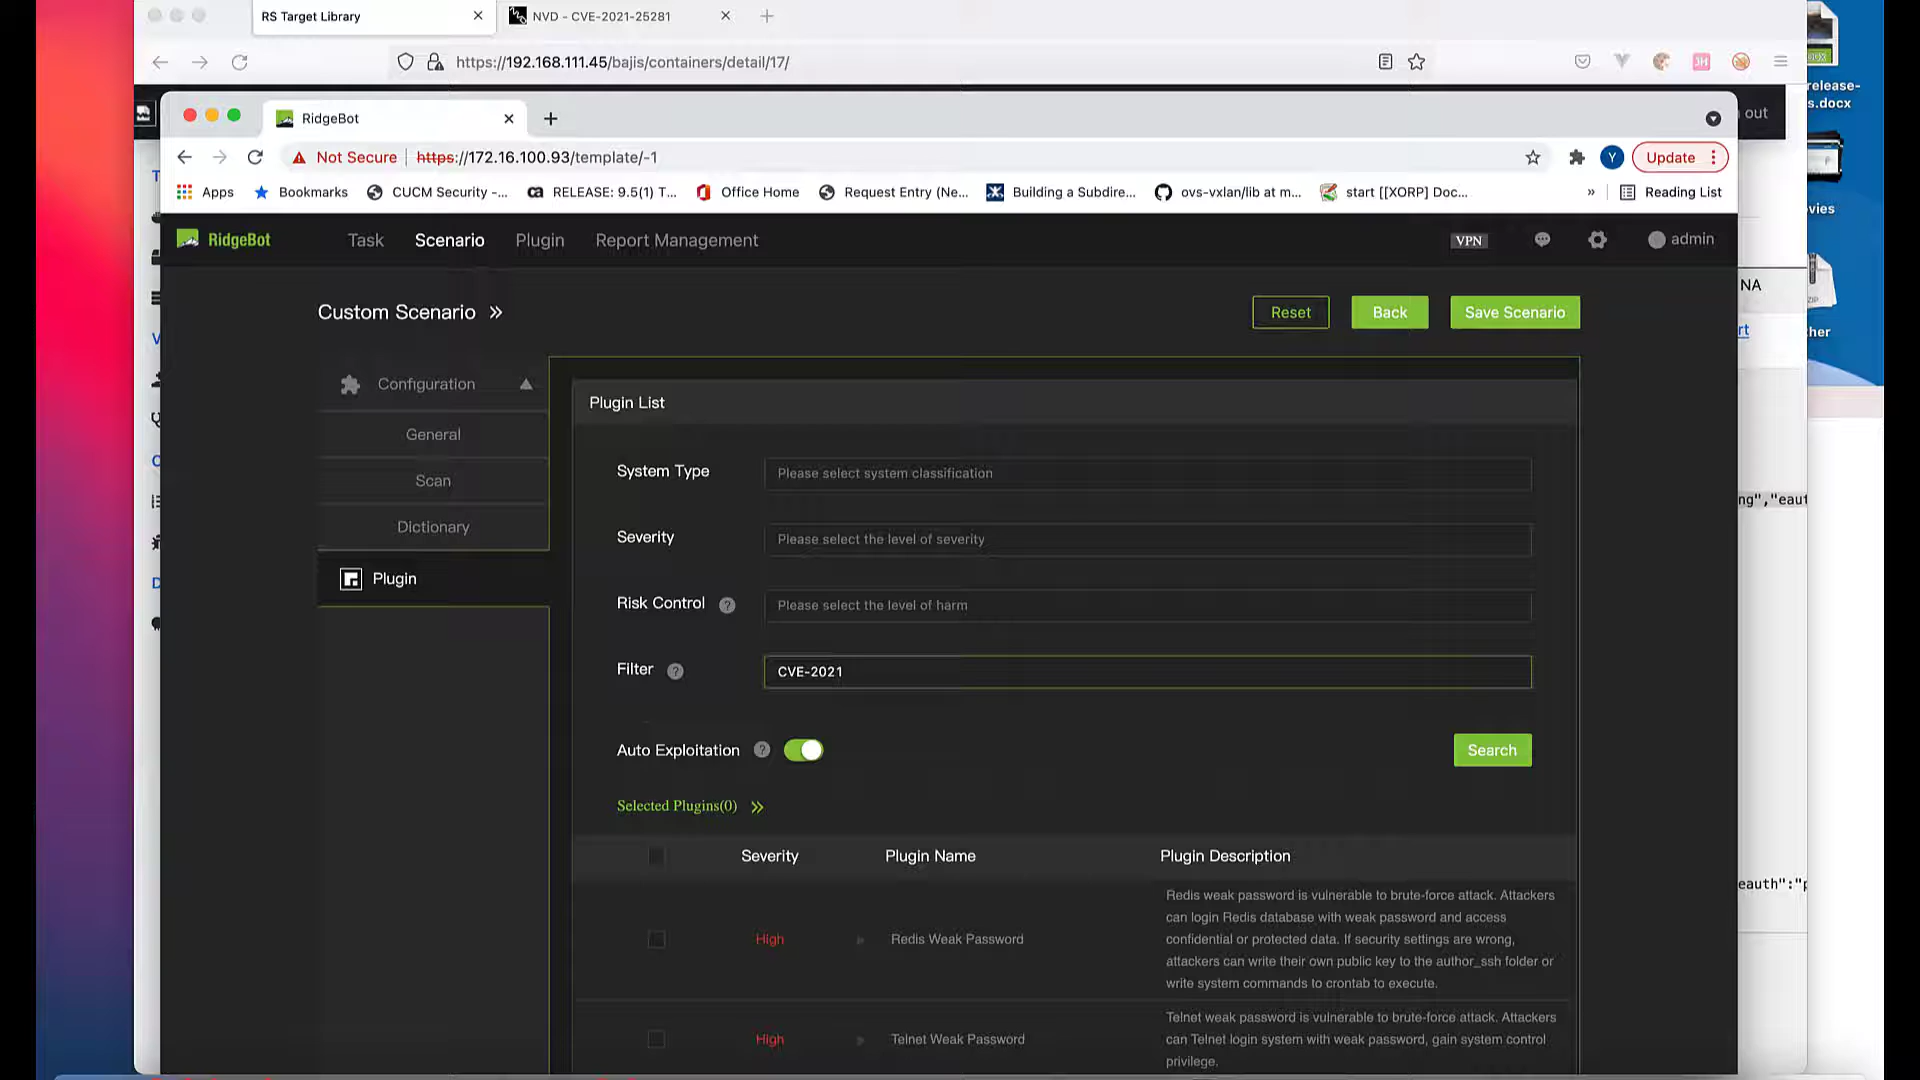 RS Target Library
NVD - CVE-2021-25281
https://192.168.111.45/bajis/containers/detail/17/
JH
release-
s.docx
out
RidgeBot
Not Secure
https://172.16.100.93/template/-1
Y
Update
Apps
Bookmarks
CUCM Security -...
ca RELEASE: 9.5(1) T...
Office Home
Request Entry (Ne...
Building a Subdire...
ovs-vxlan/lib at m...
start [[XORP] Doc...
»
Reading List
ovies
RidgeBot
Task
Scenario
Plugin
Report Management
VPN
admin
NA
ZIP
Custom Scenario »
Reset
Back
Save Scenario
rt
her
Configuration
General
Scan
Dictionary
Plugin
Plugin List
System Type
Please select system classification
Severity
Please select the level of severity
ng","eaut
Risk Control ?
Please select the level of harm
Filter ?
CVE-2021
Auto Exploitation ?
Search
Selected Plugins(0) »
Severity
Plugin Name
Plugin Description
eauth":"p
High
Redis Weak Password
Redis weak password is vulnerable to brute-force attack. Attackers
can login Redis database with weak password and access
confidential or protected data. If security settings are wrong,
attackers can write their own public key to the author_ssh folder or
write system commands to crontab to execute.
High
Telnet Weak Password
Telnet weak password is vulnerable to brute-force attack. Attackers
can Telnet login system with weak password, gain system control
privilege.